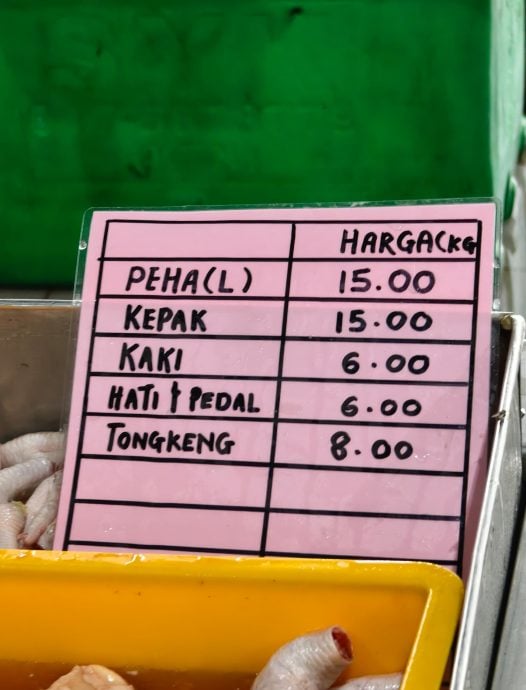 HARGA(KG
PEHA(L) 15.00
KEPAK 15.00
KAKI 6.00
HATI & PEDAL 6.00
TONGKENG 8.00